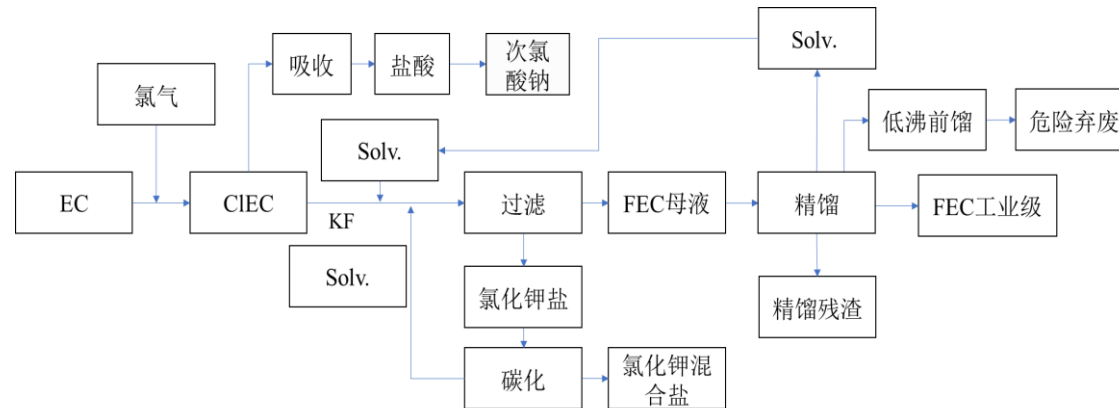 Solv.
吸收
盐酸
次氯
酸钠
氯气
低沸前馏
危险弃废
Solv.
EC
ClEC
KF
过滤
FEC母液
精馏
FEC工业级
Solv.
氯化钾盐
精馏残渣
碳化
氯化钾混
合盐